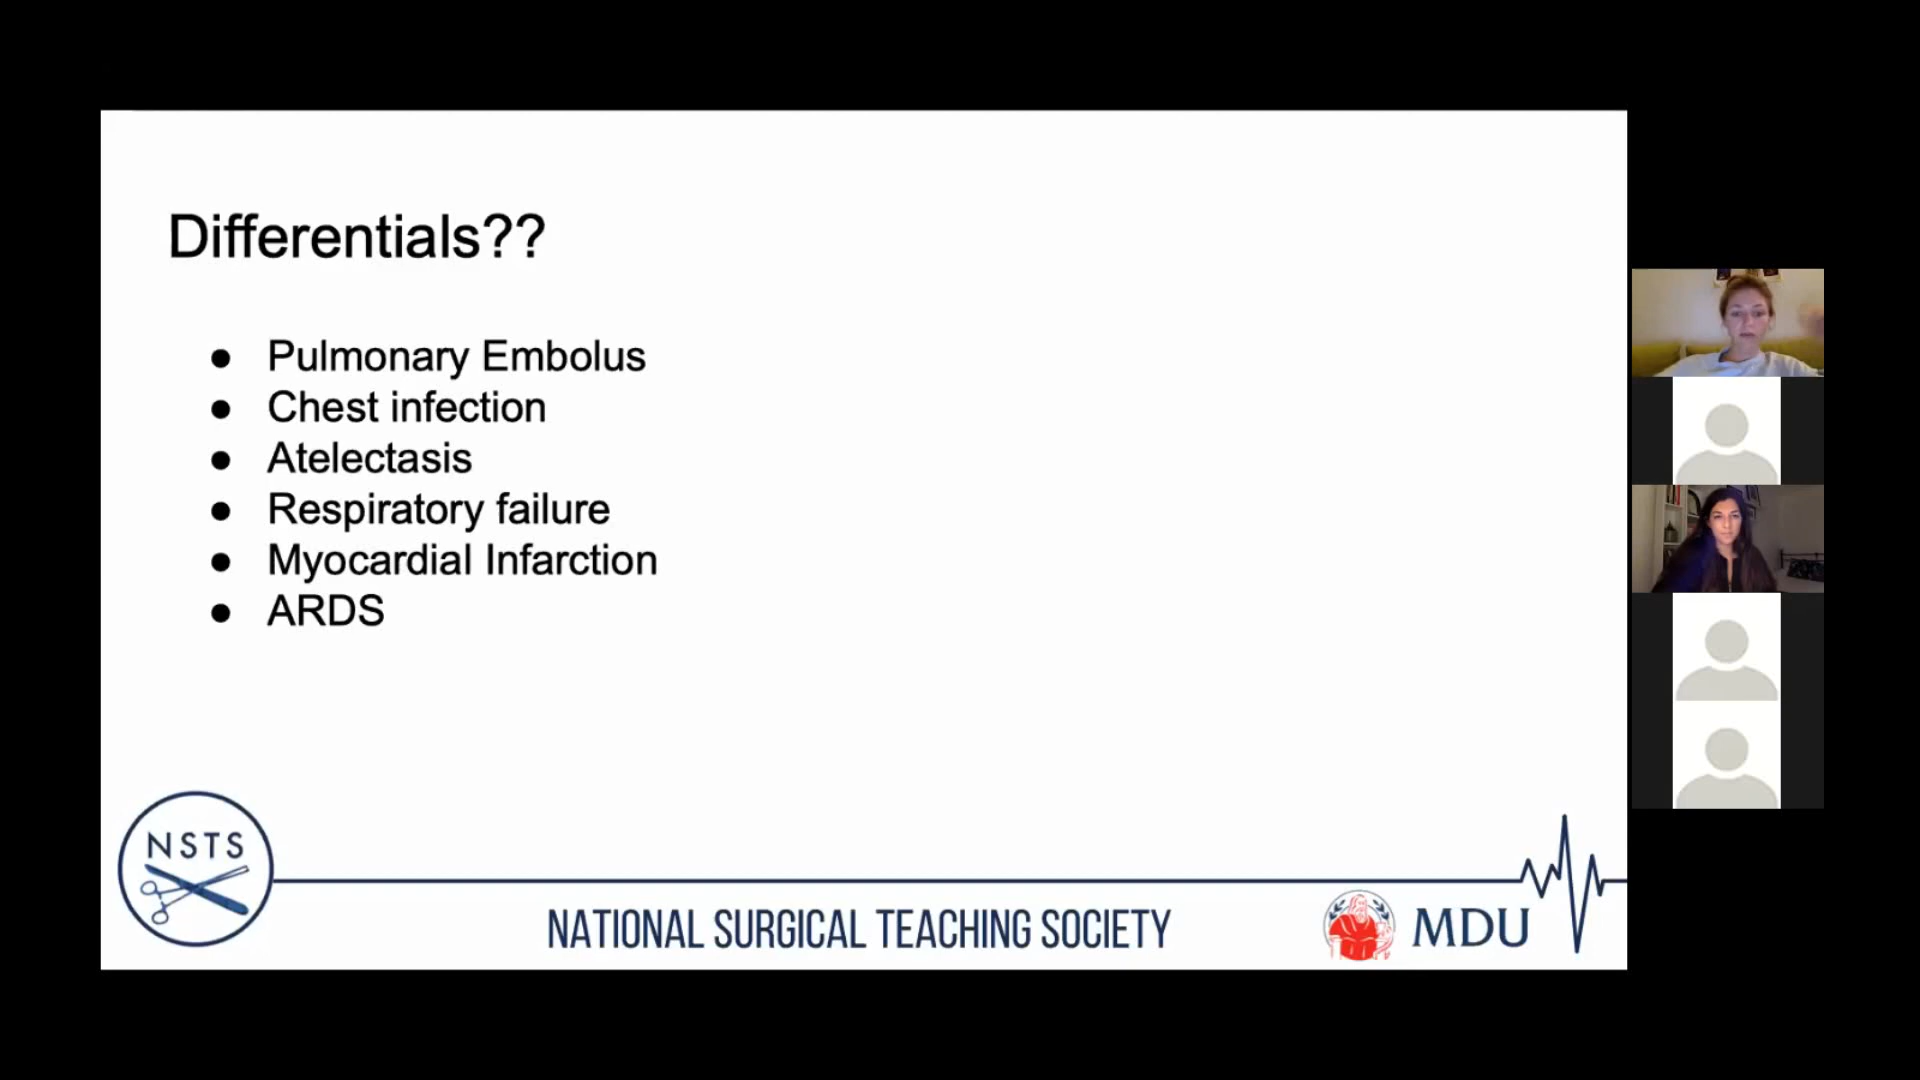 Differentials??
● Pulmonary Embolus
● Chest infection
● Atelectasis
● Respiratory failure
● Myocardial Infarction
● ARDS
NSTS
NATIONAL SURGICAL TEACHING SOCIETY
MDU